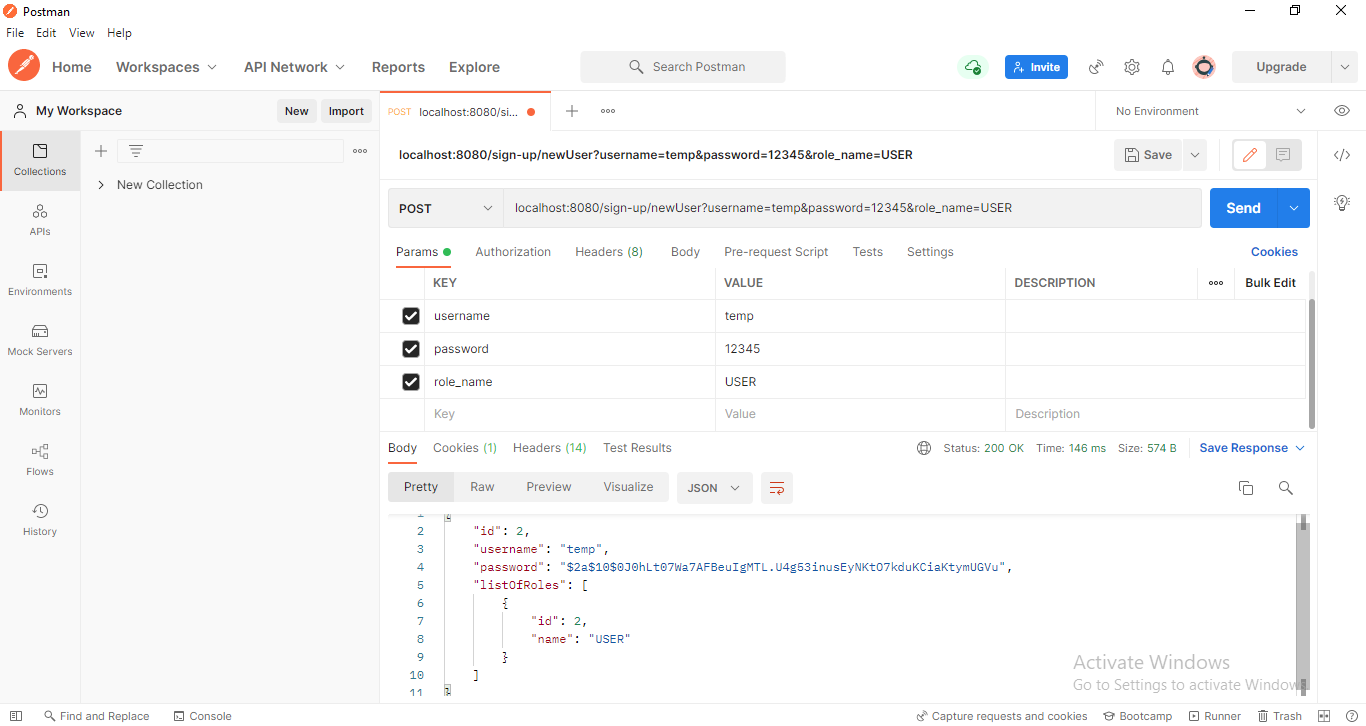 Postman
File Edit View Help
Home Workspaces API Network Reports Explore Search Postman Invite Upgrade
My Workspace New Import POST localhost:8080/si... No Environment
Collections
New Collection
APIs
Environments
Mock Servers
Monitors
Flows
History
localhost:8080/sign-up/newUser?username=temp&password=12345&role_name=USER Save
POST localhost:8080/sign-up/newUser?username=temp&password=12345&role_name=USER Send
Params Authorization Headers (8) Body Pre-request Script Tests Settings Cookies
KEY VALUE DESCRIPTION Bulk Edit
username temp
password 12345
role_name USER
Key Value Description
Body Cookies (1) Headers (14) Test Results Status: 200 OK Time: 146 ms Size: 574 B Save Response
Pretty Raw Preview Visualize JSON
1 {
2 "id": 2,
3 "username": "temp",
4 "password": "$2a$10$0J0hLt07Wa7AFBeuIgMTL.U4g53inusEyNKtO7kduKCiaKtymUGVu",
5 "listOfRoles": [
6 {
7 "id": 2,
8 "name": "USER"
9 }
10 ]
11 }
Activate Windows
Go to Settings to activate Windows
Find and Replace Console Capture requests and cookies Bootcamp Runner Trash